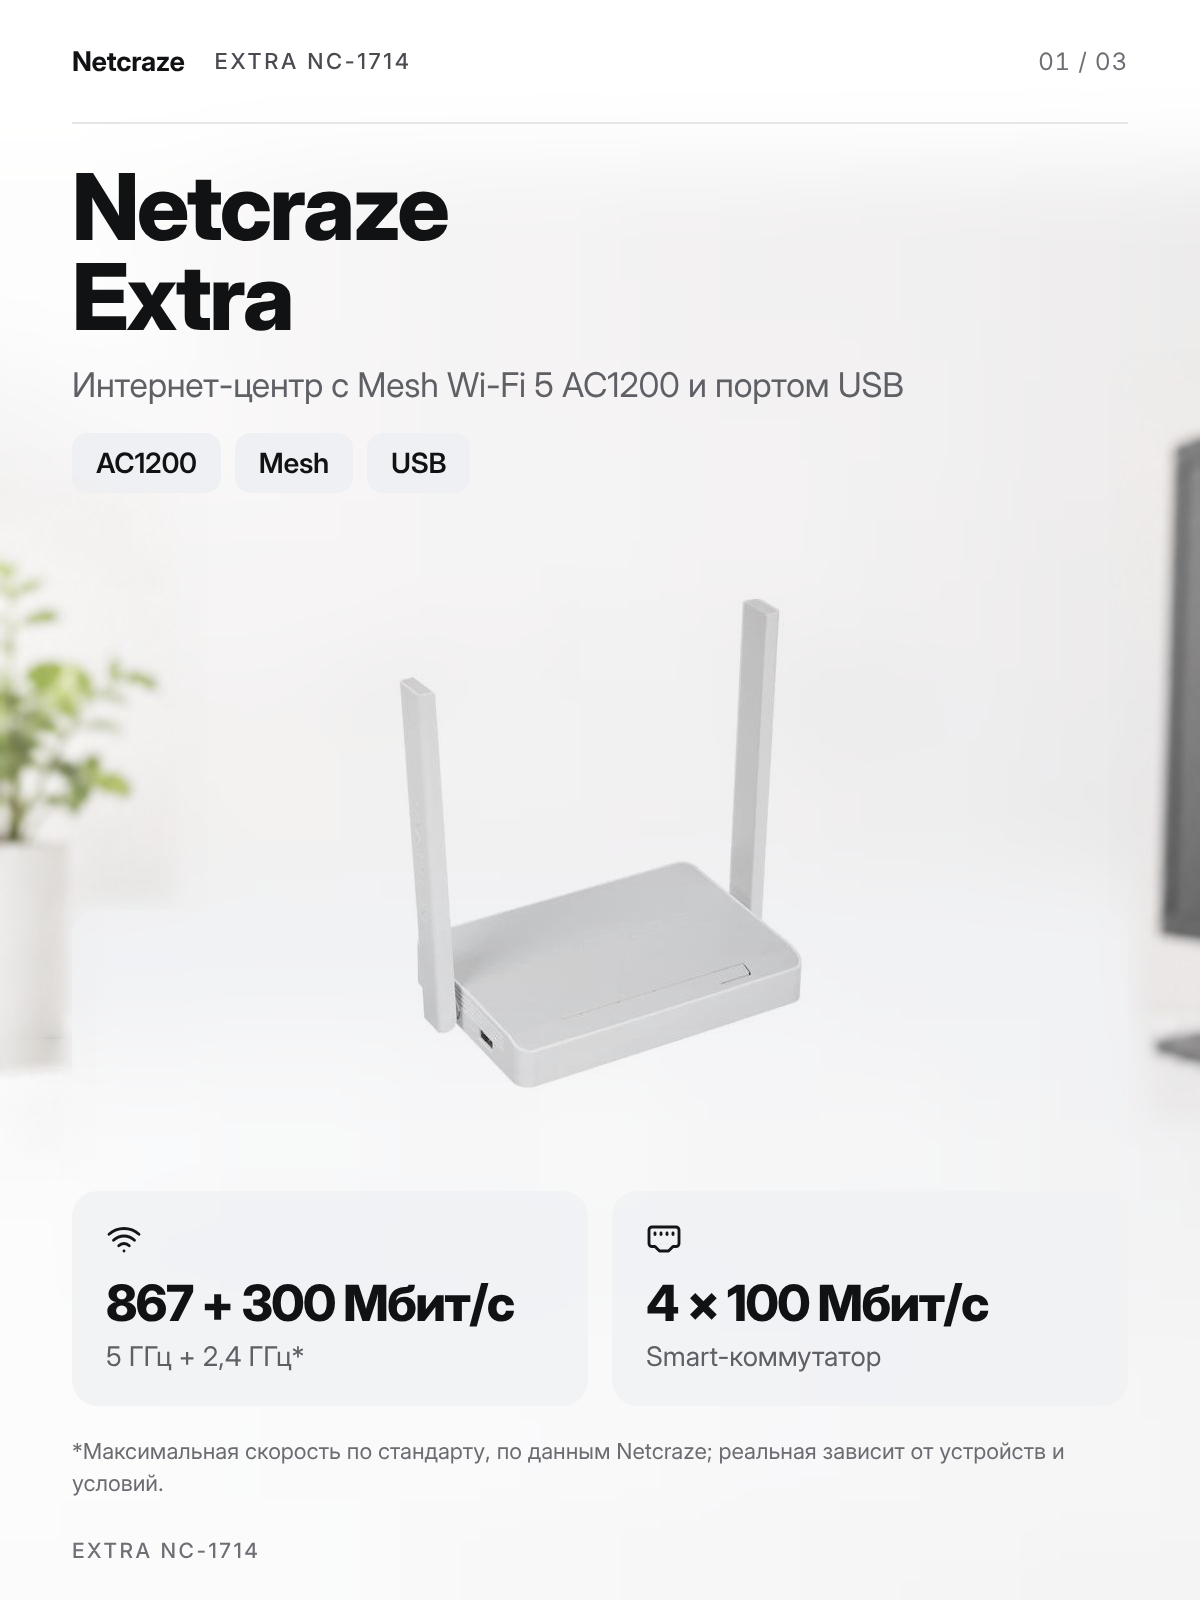 Netcraze EXTRA NC-1714 01 / 03
Netcraze
Extra
Интернет-центр с Mesh Wi-Fi 5 AC1200 и портом USB
AC1200 Mesh USB
867 + 300 Мбит/с
5 ГГц + 2,4 ГГц*
4 × 100 Мбит/с
Smart-коммутатор
*Максимальная скорость по стандарту, по данным Netcraze; реальная зависит от устройств и
условий.
EXTRA NC-1714